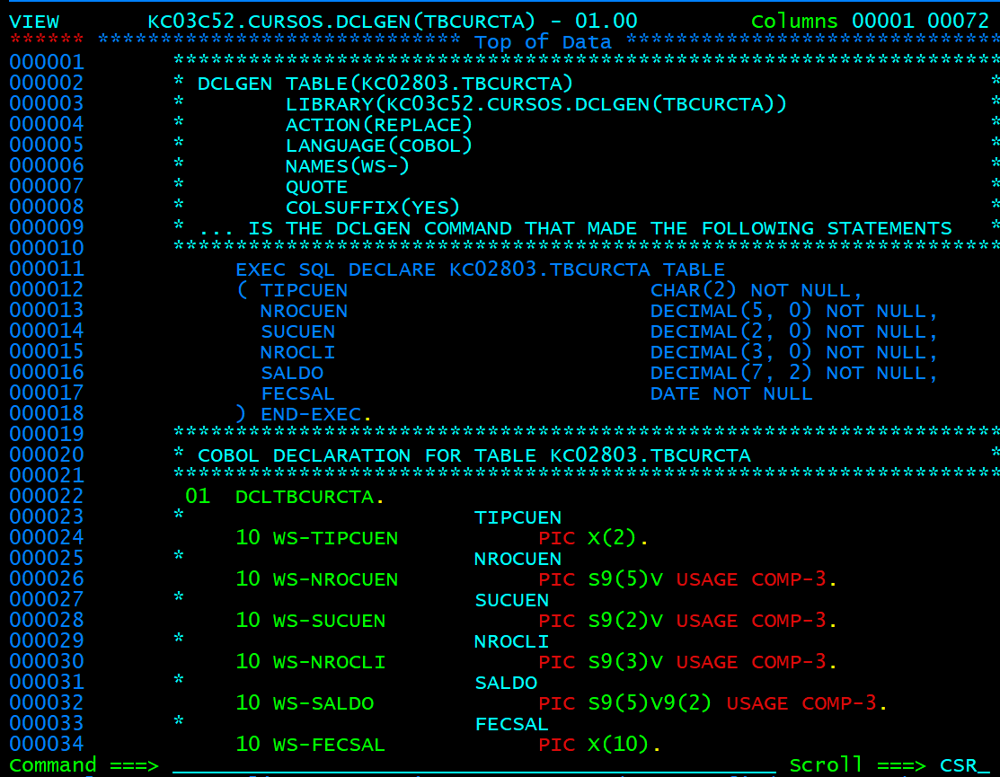 VIEW KC03C52.CURSOS.DCLGEN(TBCURCTA) - 01.00 Columns 00001 00072
****** ***************************** Top of Data ******************************
000001 ******************************************************************
000002 * DCLGEN TABLE(KC02803.TBCURCTA) *
000003 * LIBRARY(KC03C52.CURSOS.DCLGEN(TBCURCTA)) *
000004 * ACTION(REPLACE) *
000005 * LANGUAGE(COBOL) *
000006 * NAMES(WS-) *
000007 * QUOTE *
000008 * COLSUFFIX(YES) *
000009 * ... IS THE DCLGEN COMMAND THAT MADE THE FOLLOWING STATEMENTS *
000010 ******************************************************************
000011 EXEC SQL DECLARE KC02803.TBCURCTA TABLE
000012 ( TIPCUEN CHAR(2) NOT NULL,
000013 NROCUEN DECIMAL(5, 0) NOT NULL,
000014 SUCUEN DECIMAL(2, 0) NOT NULL,
000015 NROCLI DECIMAL(3, 0) NOT NULL,
000016 SALDO DECIMAL(7, 2) NOT NULL,
000017 FECSAL DATE NOT NULL
000018 ) END-EXEC.
000019 ******************************************************************
000020 * COBOL DECLARATION FOR TABLE KC02803.TBCURCTA *
000021 ******************************************************************
000022 01 DCLTBCURCTA.
000023 * TIPCUEN
000024 10 WS-TIPCUEN PIC X(2).
000025 * NROCUEN
000026 10 WS-NROCUEN PIC S9(5)V USAGE COMP-3.
000027 * SUCUEN
000028 10 WS-SUCUEN PIC S9(2)V USAGE COMP-3.
000029 * NROCLI
000030 10 WS-NROCLI PIC S9(3)V USAGE COMP-3.
000031 * SALDO
000032 10 WS-SALDO PIC S9(5)V9(2) USAGE COMP-3.
000033 * FECSAL
000034 10 WS-FECSAL PIC X(10).
Command ===> Scroll ===> CSR_